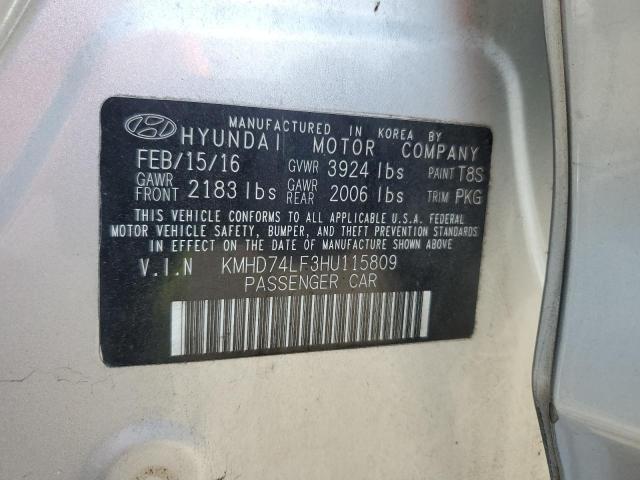 MANUFACTURED IN KOREA BY
HYUNDAI MOTOR COMPANY
FEB/15/16 GVWR 3924 lbs PAINT T8S
GAWR FRONT 2183 lbs GAWR REAR 2006 lbs TRIM PKG
THIS VEHICLE CONFORMS TO ALL APPLICABLE U.S.A. FEDERAL
MOTOR VEHICLE SAFETY, BUMPER, AND THEFT PREVENTION STANDARDS
IN EFFECT ON THE DATE OF MANUFACTURE SHOWN ABOVE.
V.I.N KMHD74LF3HU115809
PASSENGER CAR